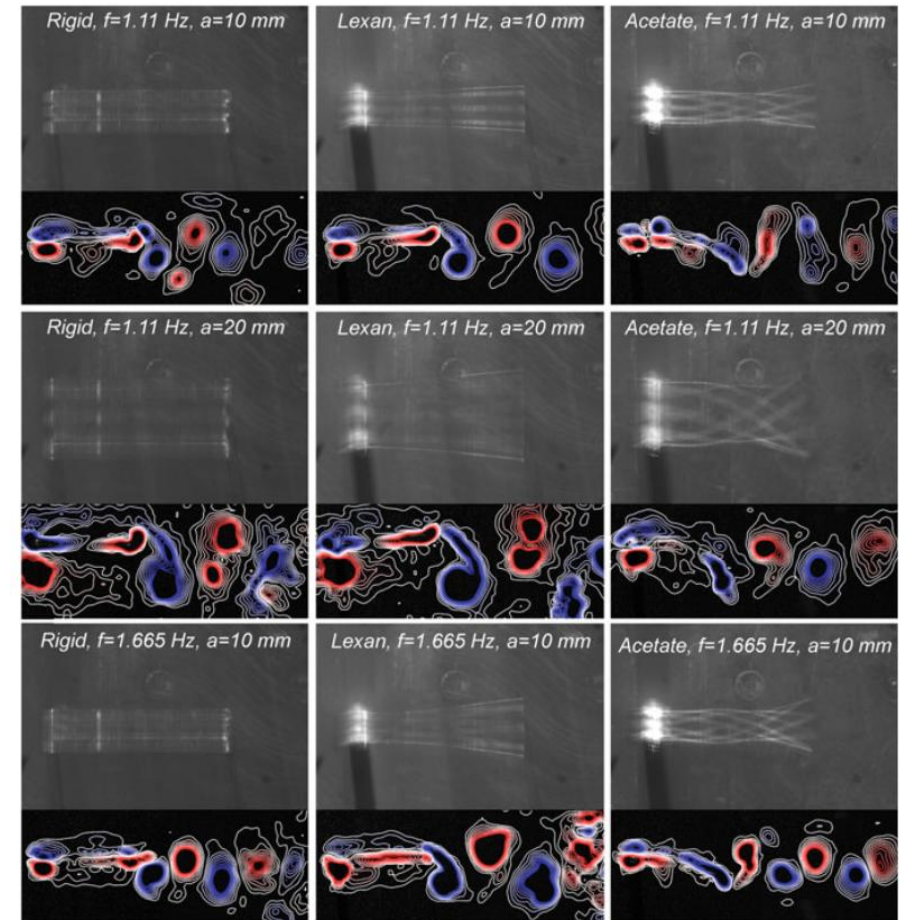 Rigid, f=1.11 Hz, a=10 mm
Lexan, f=1.11 Hz, a=10 mm
Acetate, f=1.11 Hz, a=10 mm
Rigid, f=1.11 Hz, a=20 mm
Lexan, f=1.11 Hz, a=20 mm
Acetate, f=1.11 Hz, a=20 mm
Rigid, f=1.665 Hz, a=10 mm
Lexan, f=1.665 Hz, a=10 mm
Acetate, f=1.665 Hz, a=10 mm